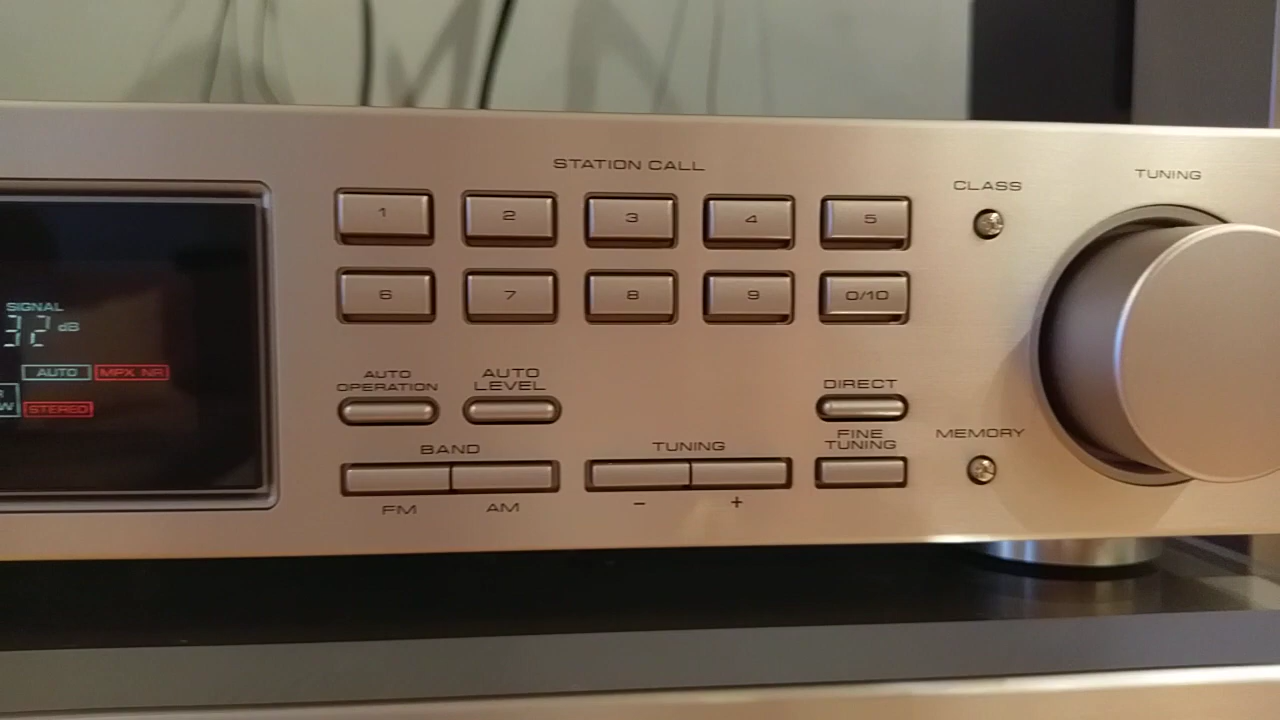 STATION CALL
CLASS
TUNING
1 2 3 4 5
6 7 8 9 0/10
SIGNAL
32 dB
AUTO MPX NR
STEREO
AUTO OPERATION
AUTO LEVEL
DIRECT
BAND
TUNING
FINE TUNING
MEMORY
FM AM
− +